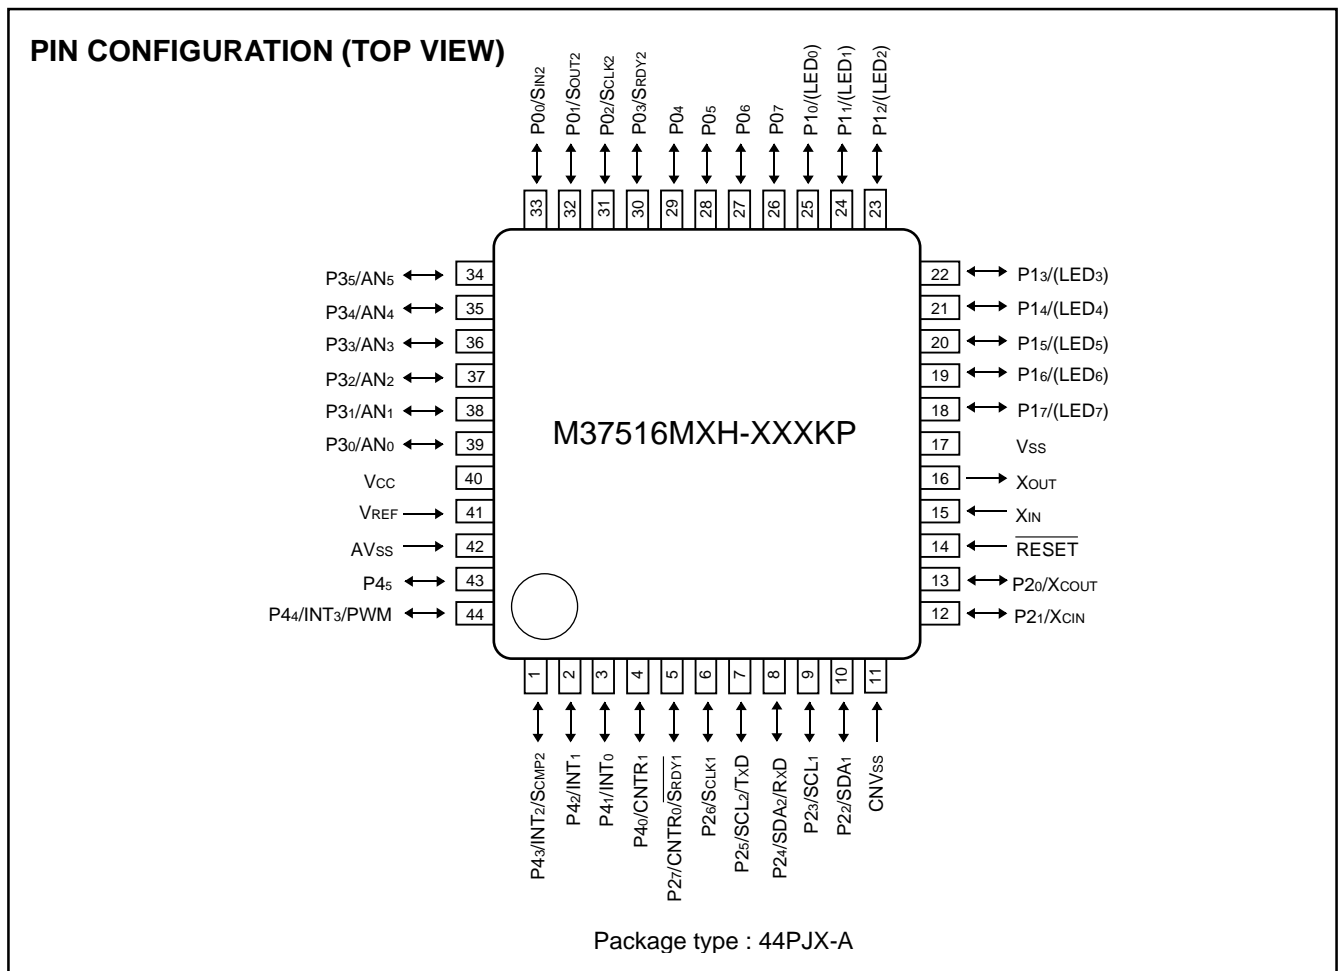 PIN CONFIGURATION (TOP VIEW)
P00/SIN2
P01/SOUT2
P02/SCLK2
P03/SRDY2
P04
P05
P06
P07
P10/(LED0)
P11/(LED1)
P12/(LED2)
33
32
31
30
29
28
27
26
25
24
23
P35/AN5
34
P34/AN4
35
P33/AN3
36
P32/AN2
37
P31/AN1
38
P30/AN0
39
VCC
40
VREF
41
AVSS
42
P45
43
P44/INT3/PWM
44
M37516MXH-XXXKP
22
P13/(LED3)
21
P14/(LED4)
20
P15/(LED5)
19
P16/(LED6)
18
P17/(LED7)
17
VSS
16
XOUT
15
XIN
14
RESET
13
P20/XCOUT
12
P21/XCIN
1
2
3
4
5
6
7
8
9
10
11
P43/INT2/SCMP2
P42/INT1
P41/INT0
P40/CNTR1
P27/CNTR0/SRDY1
P26/SCLK1
P25/SCL2/TxD
P24/SDA2/RxD
P23/SCL1
P22/SDA1
CNVSS
Package type : 44PJX-A